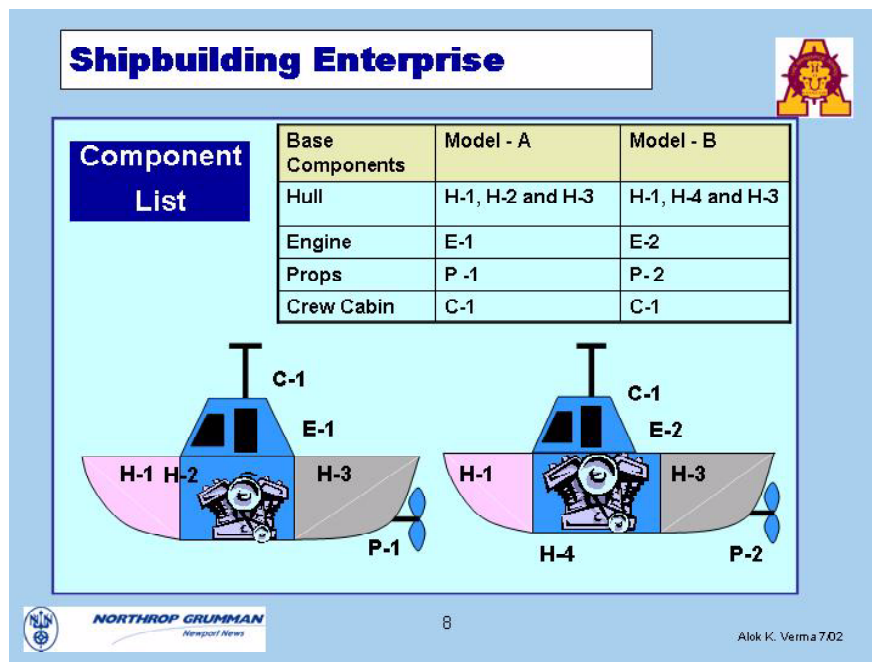 Shipbuilding Enterprise
Component
List
Base Components Model - A Model - B
Hull H-1, H-2 and H-3 H-1, H-4 and H-3
Engine E-1 E-2
Props P -1 P- 2
Crew Cabin C-1 C-1
C-1
E-1
H-1 H-2 H-3
P-1
C-1
E-2
H-1 H-3
H-4 P-2
NORTHROP GRUMMAN
Newport News
8
Alok K. Verma 7/02